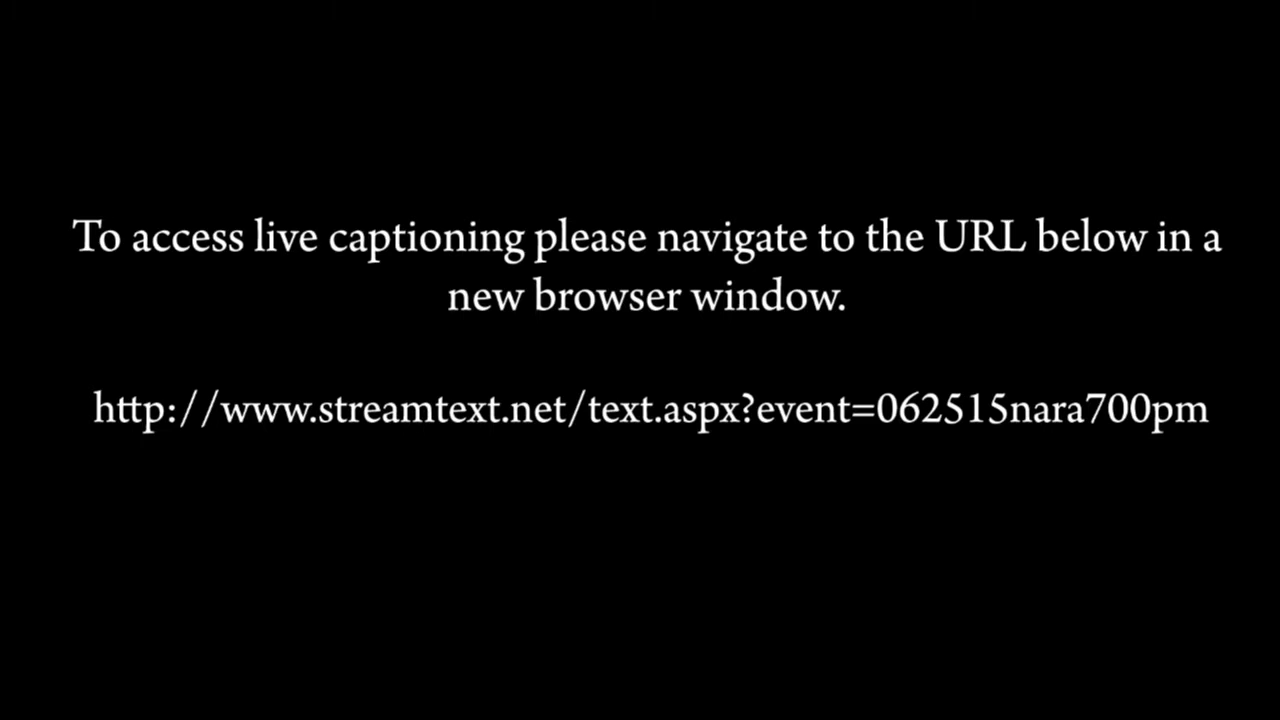 To access live captioning please navigate to the URL below in a
new browser window.
http://www.streamtext.net/text.aspx?event=062515nara700pm